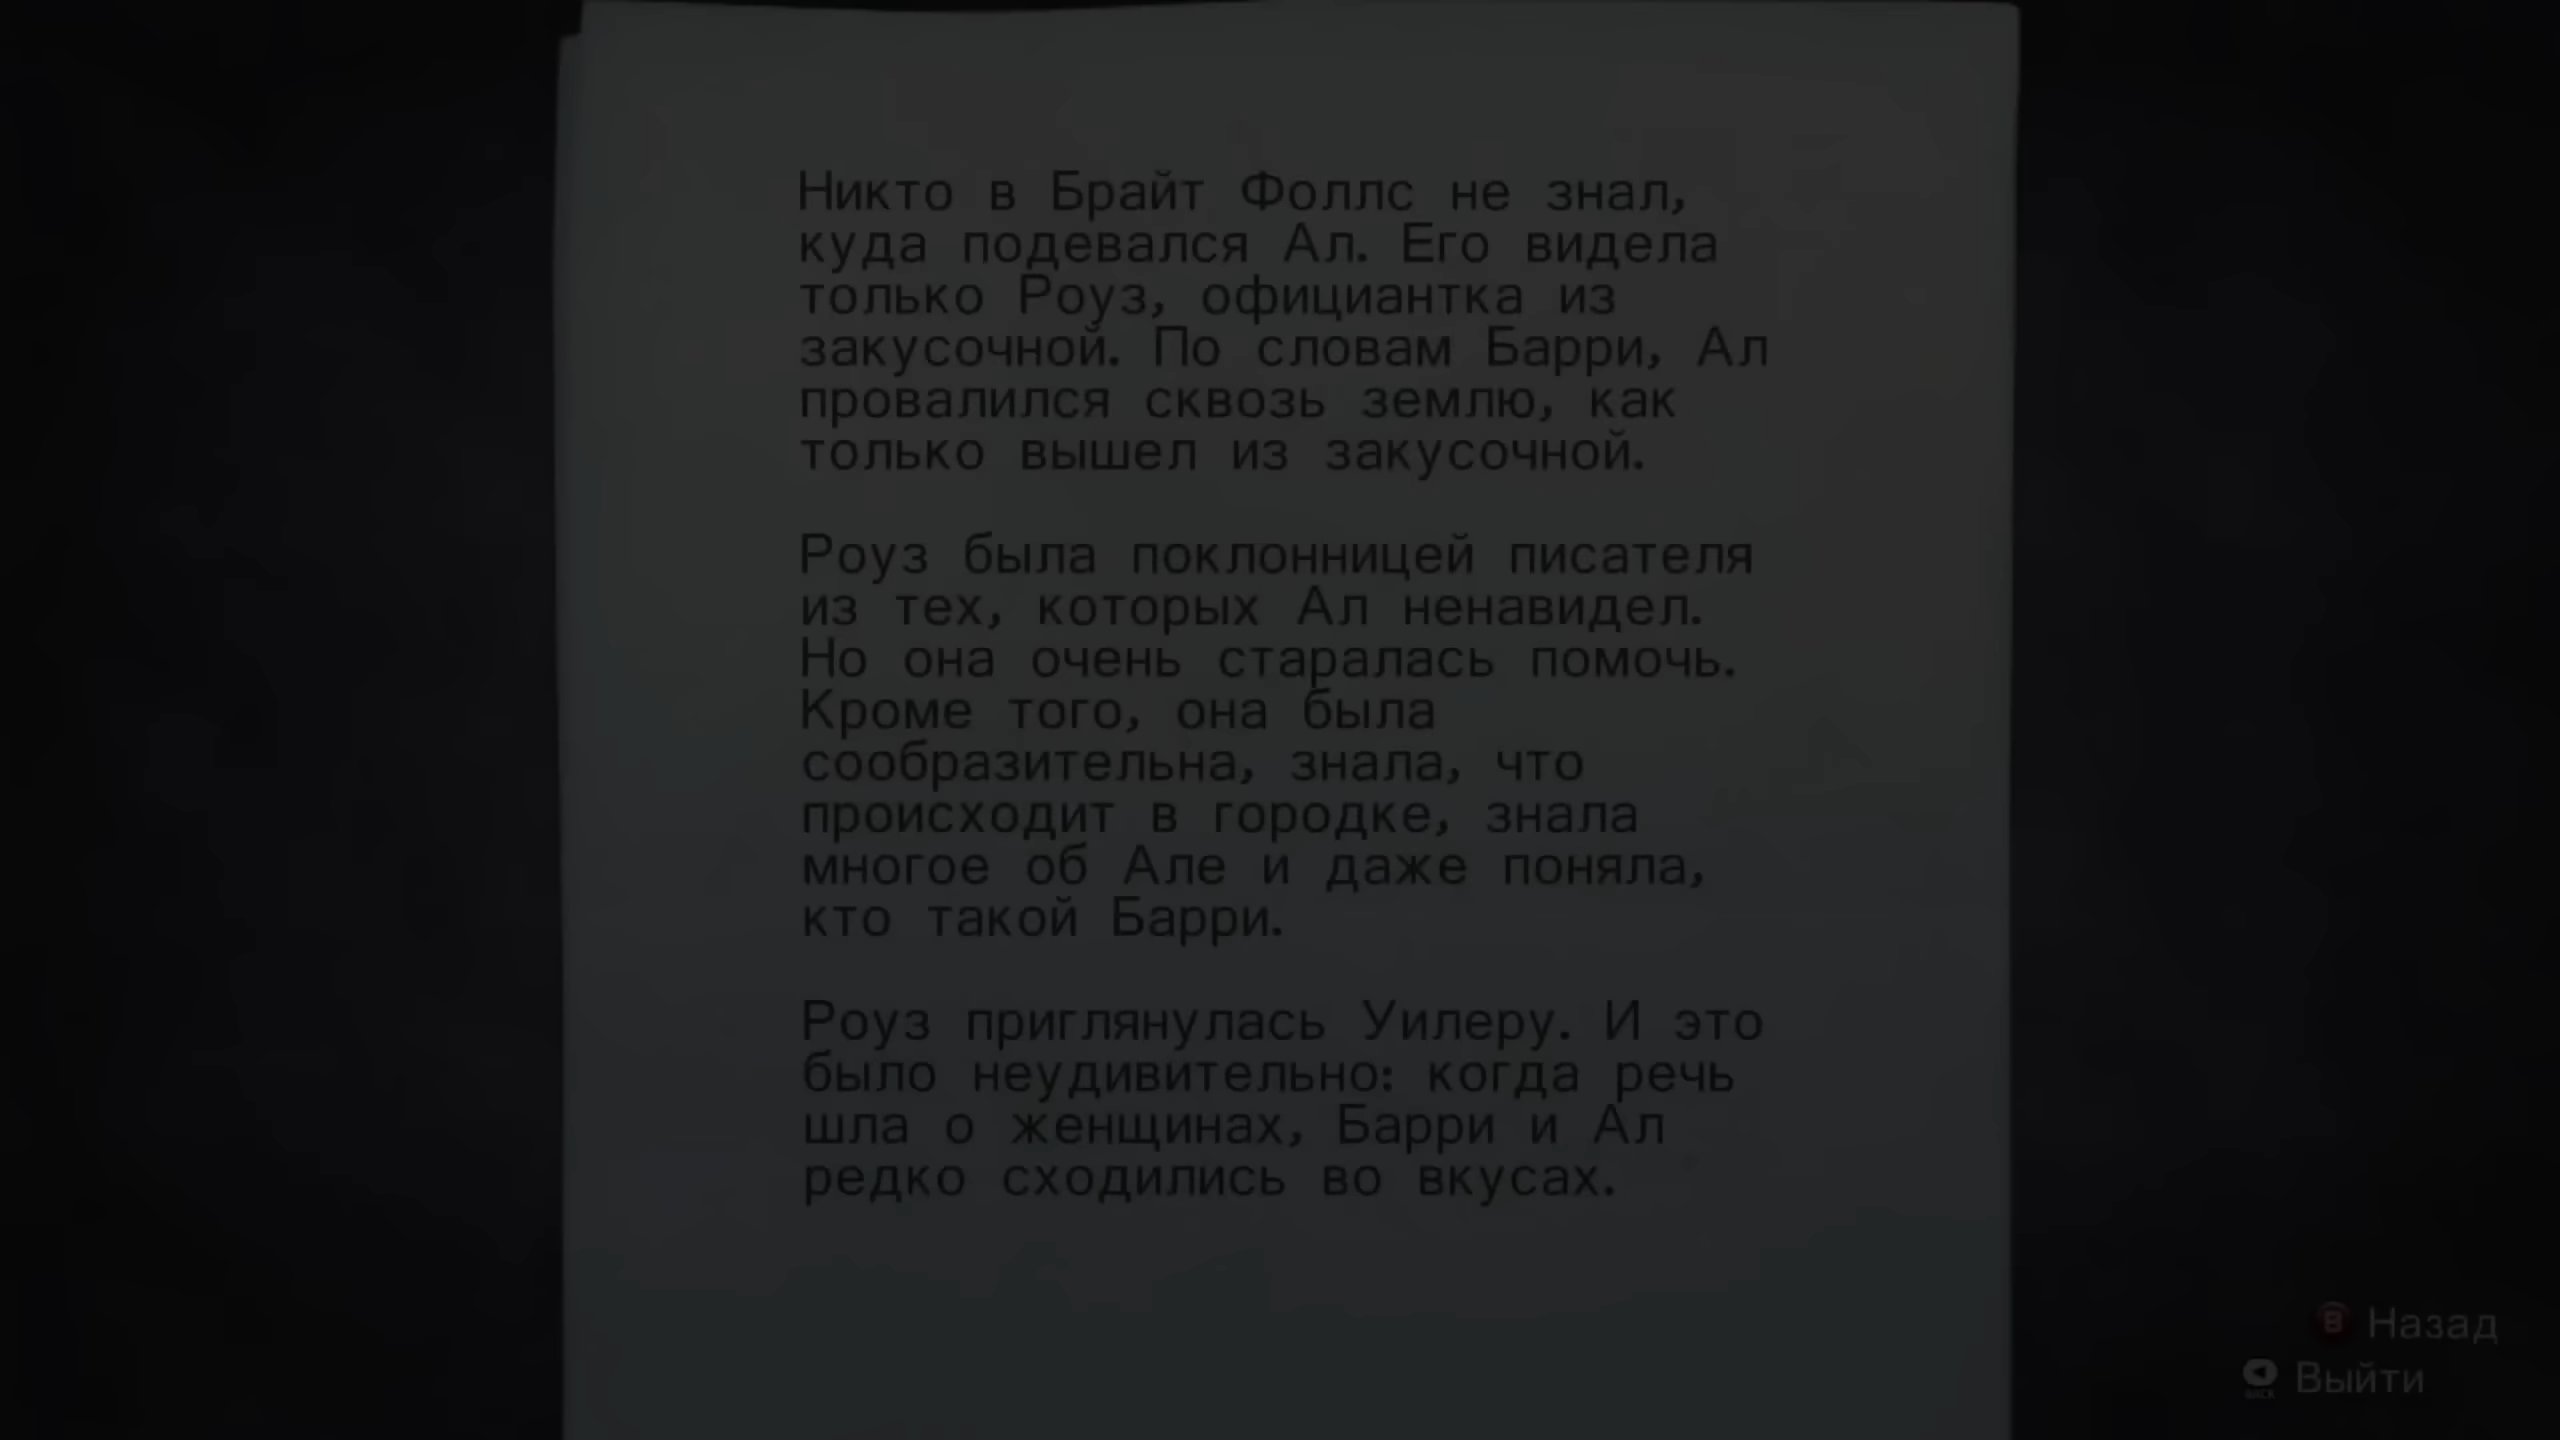 Никто в Брайт Фоллс не знал,
куда подевался Ал. Его видела
только Роуз, официантка из
закусочной. По словам Барри, Ал
провалился сквозь землю, как
только вышел из закусочной.
Роуз была поклонницей писателя
из тех, которых Ал ненавидел.
Но она очень старалась помочь.
Кроме того, она была
сообразительна, знала, что
происходит в городке, знала
многое об Але и даже поняла,
кто такой Барри.
Роуз приглянулась Уилеру. И это
было неудивительно: когда речь
шла о женщинах, Барри и Ал
редко сходились во вкусах.
B Назад
BACK Выйти